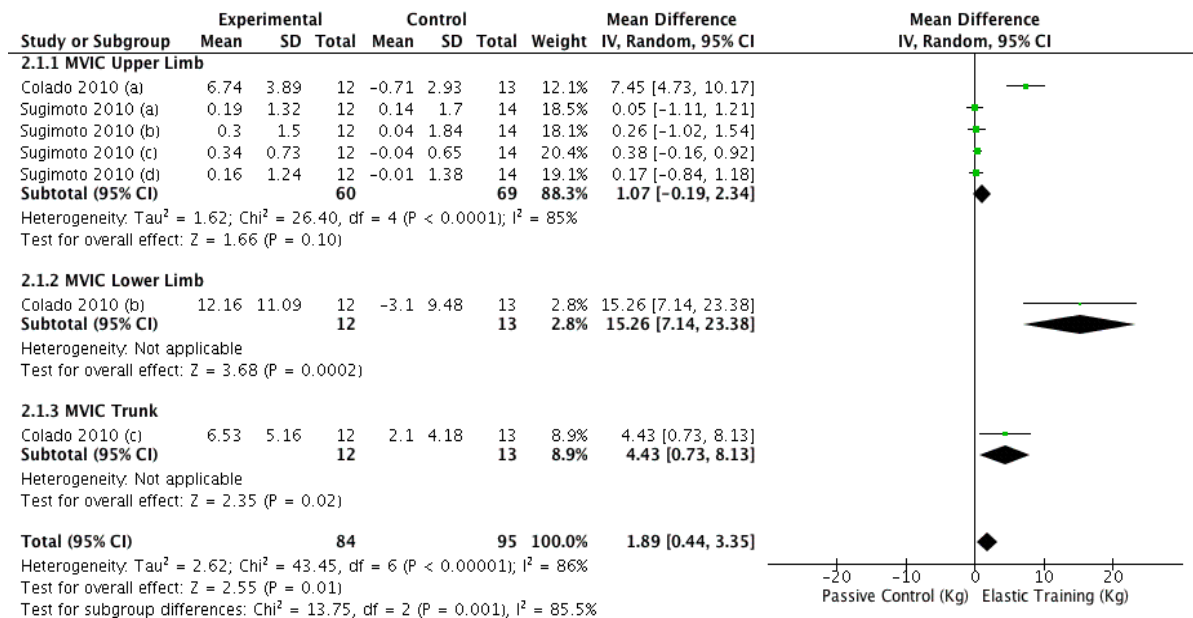 Experimental Control Mean Difference Mean Difference
Study or Subgroup Mean SD Total Mean SD Total Weight IV, Random, 95% CI IV, Random, 95% CI
2.1.1 MVIC Upper Limb
Colado 2010 (a) 6.74 3.89 12 −0.71 2.93 13 12.1% 7.45 [4.73, 10.17]
Sugimoto 2010 (a) 0.19 1.32 12 0.14 1.7 14 18.5% 0.05 [−1.11, 1.21]
Sugimoto 2010 (b) 0.3 1.5 12 0.04 1.84 14 18.1% 0.26 [−1.02, 1.54]
Sugimoto 2010 (c) 0.34 0.73 12 −0.04 0.65 14 20.4% 0.38 [−0.16, 0.92]
Sugimoto 2010 (d) 0.16 1.24 12 −0.01 1.38 14 19.1% 0.17 [−0.84, 1.18]
Subtotal (95% CI) 60 69 88.3% 1.07 [−0.19, 2.34]
Heterogeneity: Tau² = 1.62; Chi² = 26.40, df = 4 (P < 0.0001); I² = 85%
Test for overall effect: Z = 1.66 (P = 0.10)
2.1.2 MVIC Lower Limb
Colado 2010 (b) 12.16 11.09 12 −3.1 9.48 13 2.8% 15.26 [7.14, 23.38]
Subtotal (95% CI) 12 13 2.8% 15.26 [7.14, 23.38]
Heterogeneity: Not applicable
Test for overall effect: Z = 3.68 (P = 0.0002)
2.1.3 MVIC Trunk
Colado 2010 (c) 6.53 5.16 12 2.1 4.18 13 8.9% 4.43 [0.73, 8.13]
Subtotal (95% CI) 12 13 8.9% 4.43 [0.73, 8.13]
Heterogeneity: Not applicable
Test for overall effect: Z = 2.35 (P = 0.02)
Total (95% CI) 84 95 100.0% 1.89 [0.44, 3.35]
Heterogeneity: Tau² = 2.62; Chi² = 43.45, df = 6 (P < 0.00001); I² = 86%
Test for overall effect: Z = 2.55 (P = 0.01)
Test for subgroup differences: Chi² = 13.75, df = 2 (P = 0.001), I² = 85.5%
−20 −10 0 10 20
Passive Control (Kg) Elastic Training (Kg)